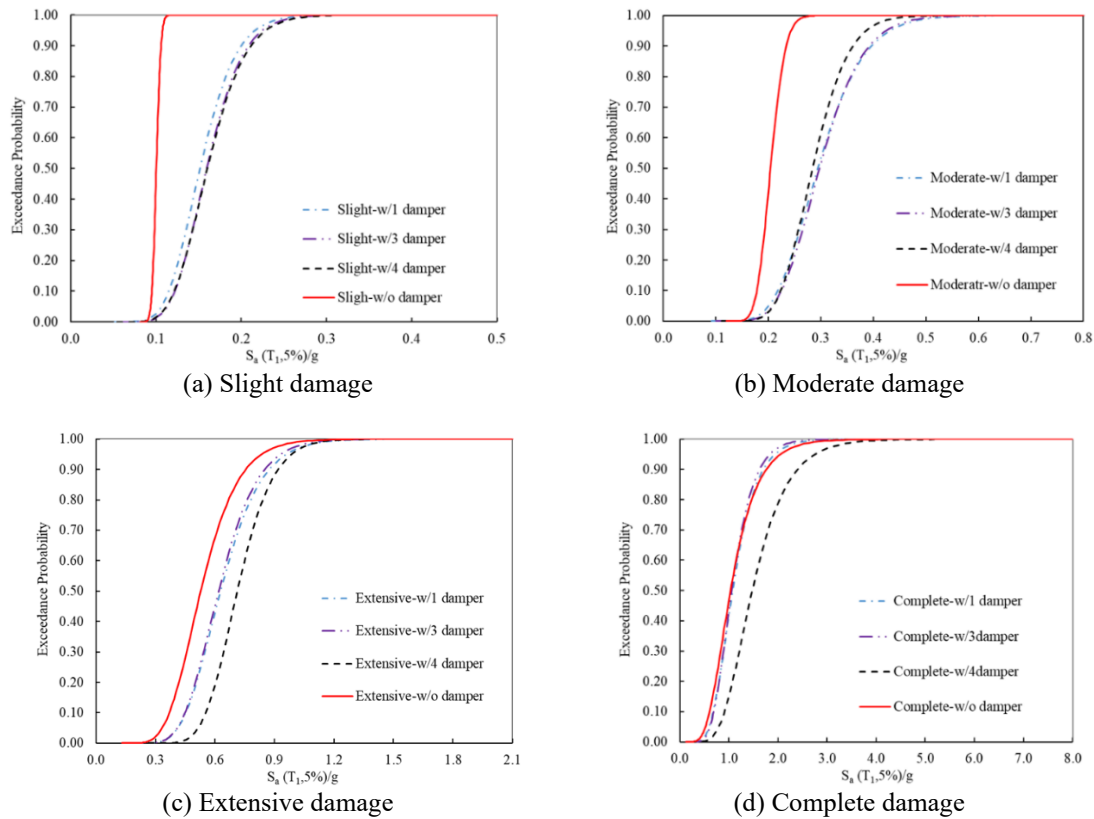 1.00
0.90
0.80
0.70
0.60
0.50
0.40
0.30
0.20
0.10
0.00
Exceedance Probability
Slight-w/1 damper
Slight-w/3 damper
Slight-w/4 damper
Sligh-w/o damper
0.0 0.1 0.2 0.3 0.4 0.5
Sa (T1,5%)/g
(a) Slight damage
1.00
0.90
0.80
0.70
0.60
0.50
0.40
0.30
0.20
0.10
0.00
Exceedance Probability
Moderate-w/1 damper
Moderate-w/3 damper
Moderate-w/4 damper
Moderatr-w/o damper
0.0 0.1 0.2 0.3 0.4 0.5 0.6 0.7 0.8
Sa (T1,5%)/g
(b) Moderate damage
1.00
0.90
0.80
0.70
0.60
0.50
0.40
0.30
0.20
0.10
0.00
Exceedance Probability
Extensive-w/1 damper
Extensive-w/3 damper
Extensive-w/4 damper
Extensive-w/o damper
0.0 0.3 0.6 0.9 1.2 1.5 1.8 2.1
Sa (T1,5%)/g
(c) Extensive damage
1.00
0.90
0.80
0.70
0.60
0.50
0.40
0.30
0.20
0.10
0.00
Exceedance Probability
Complete-w/1 damper
Complete-w/3damper
Complete-w/4damper
Complete-w/o damper
0.0 1.0 2.0 3.0 4.0 5.0 6.0 7.0 8.0
Sa (T1,5%)/g
(d) Complete damage